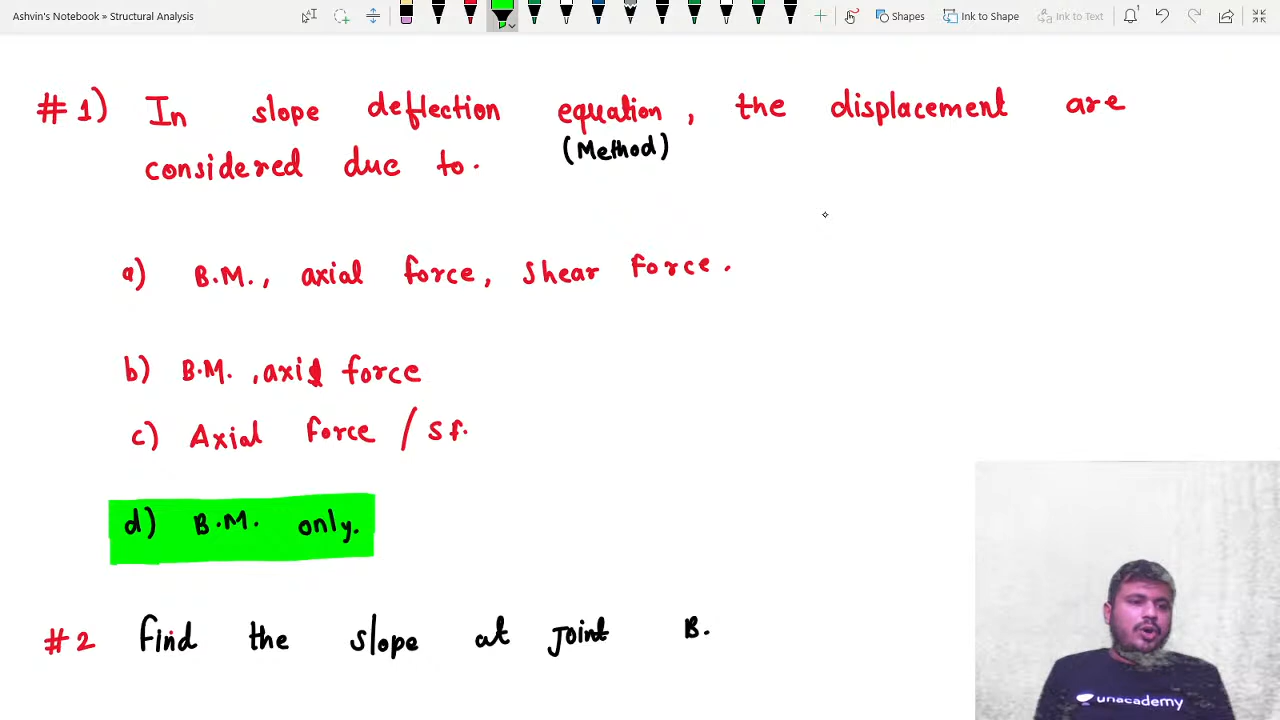 Ashvin's Notebook » Structural Analysis
Shapes
Ink to Shape
Ink to Text
#1) In slope deflection equation, the displacement are
(Method)
considered due to.
a) B.M., axial force, shear force.
b) B.M., axial force
c) Axial force / S.f.
d) B.M. only.
#2 Find the slope at joint B.
unacademy